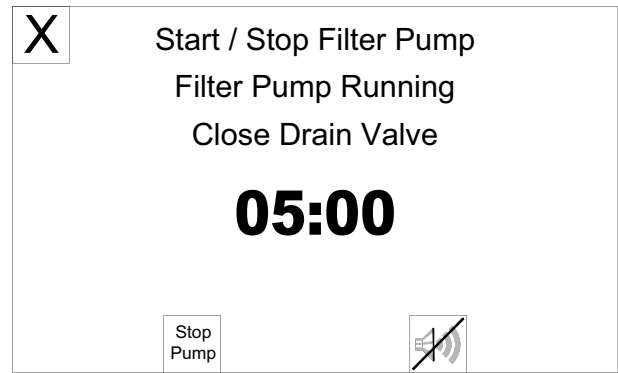 X
Start / Stop Filter Pump
Filter Pump Running
Close Drain Valve
05:00
Stop
Pump